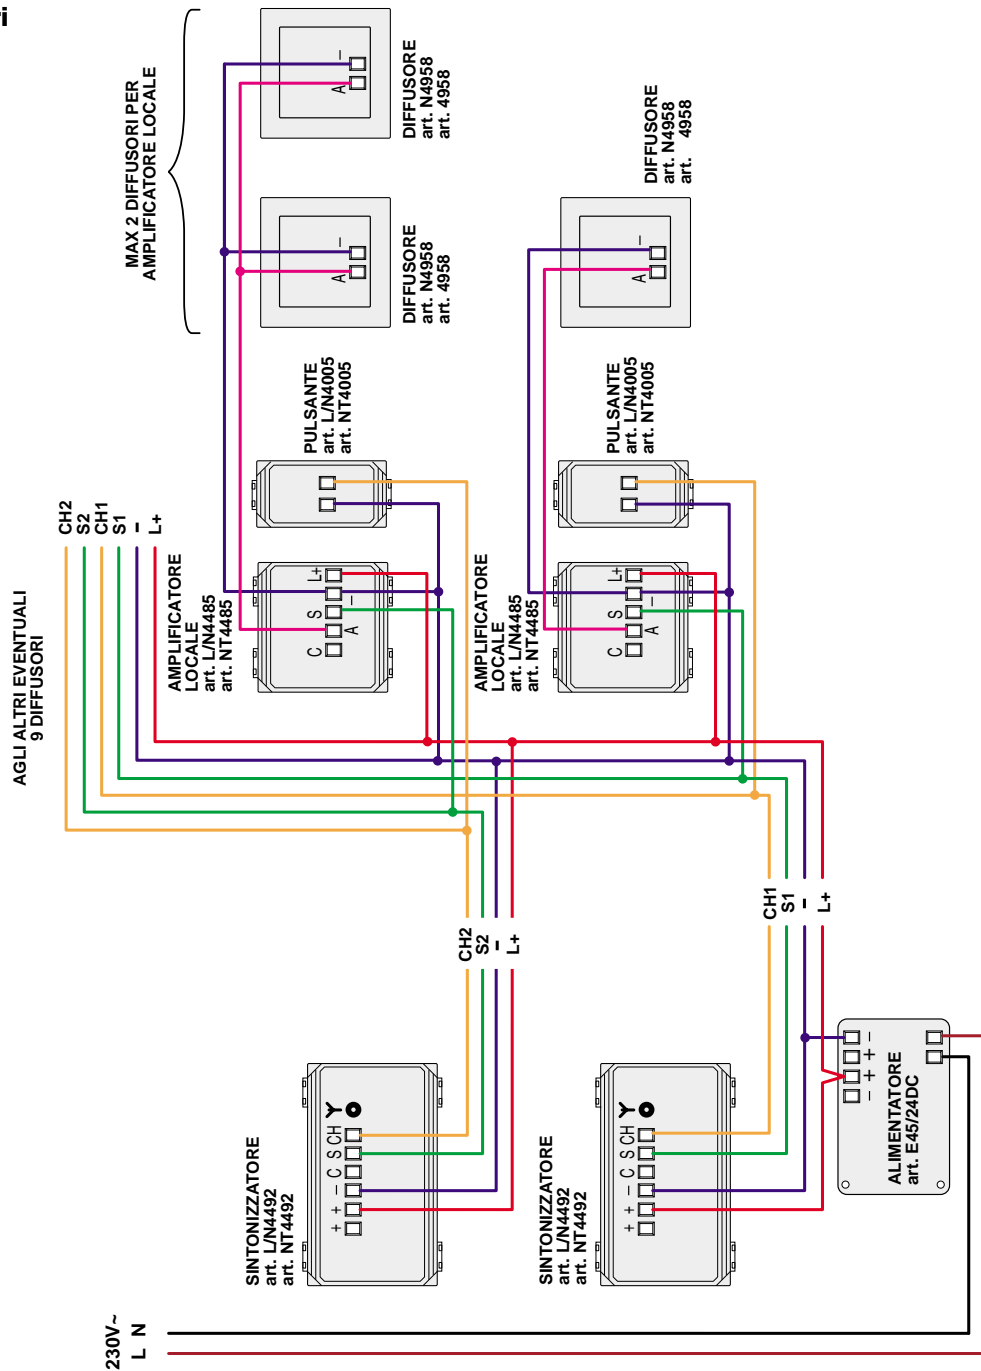 ri
MAX 2 DIFFUSORI PER
AMPLIFICATORE LOCALE
A
–
DIFFUSORE
art. N4958
art. 4958
A
–
DIFFUSORE
art. N4958
art. 4958
A
–
DIFFUSORE
art. N4958
art. 4958
PULSANTE
art. L/N4005
art. NT4005
PULSANTE
art. L/N4005
art. NT4005
AGLI ALTRI EVENTUALI
9 DIFFUSORI
CH2
S2
CH1
S1
–
L+
AMPLIFICATORE
LOCALE
art. L/N4485
art. NT4485
C
A
S
–
L+
AMPLIFICATORE
LOCALE
art. L/N4485
art. NT4485
C
A
S
–
L+
CH2
S2
–
L+
CH1
S1
–
L+
SINTONIZZATORE
art. L/N4492
art. NT4492
+ + – C S CH
SINTONIZZATORE
art. L/N4492
art. NT4492
+ + – C S CH
ALIMENTATORE
art. E45/24DC
– + + –
230V~
L N